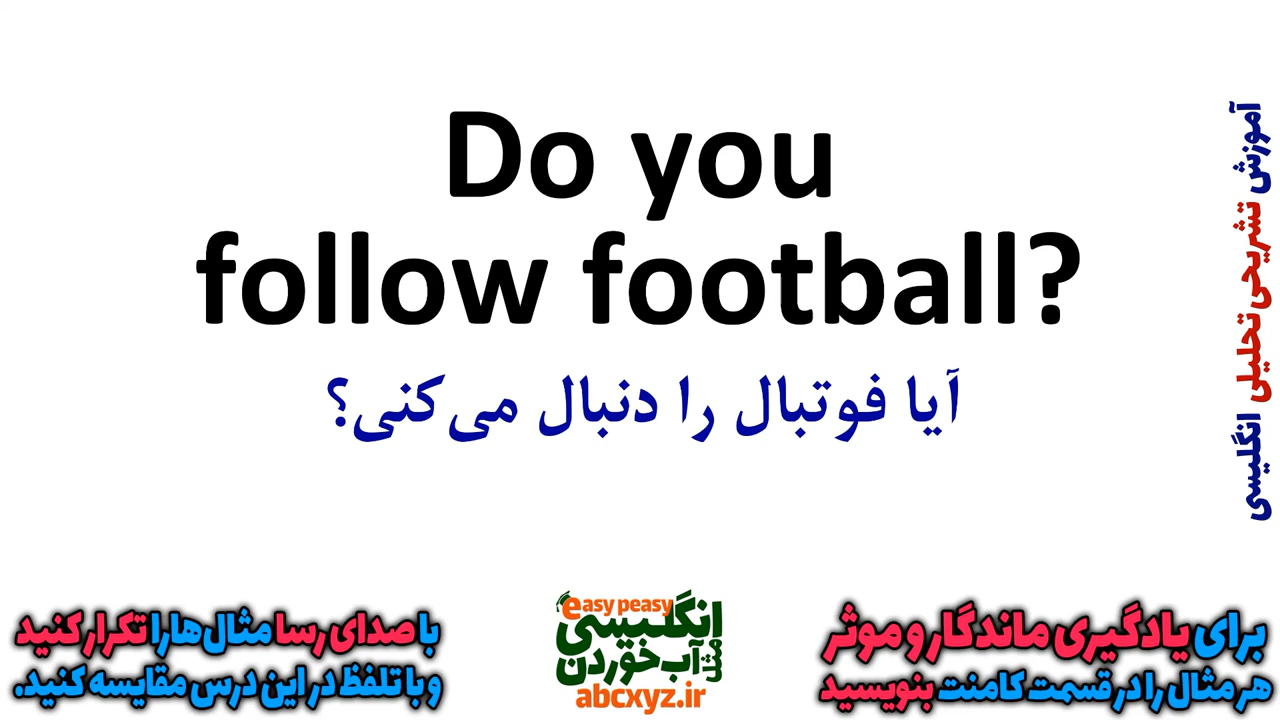 Do you
follow football?
آیا فوتبال را دنبال می‌کنی؟
آموزش تشریحی تحلیلی انگلیسی
برای یادگیری ماندگار و موثر
هر مثال را در قسمت کامنت بنویسید
easy peasy
انگلیسی
مثل آب خوردن
abcxyz.ir
با صدای رسا مثال‌ها را تکرار کنید
و با تلفظ در این درس مقایسه کنید.